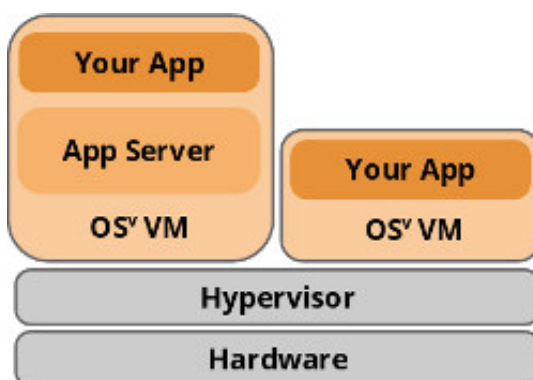 Your App
App Server
OSᵛ VM
Your App
OSᵛ VM
Hypervisor
Hardware